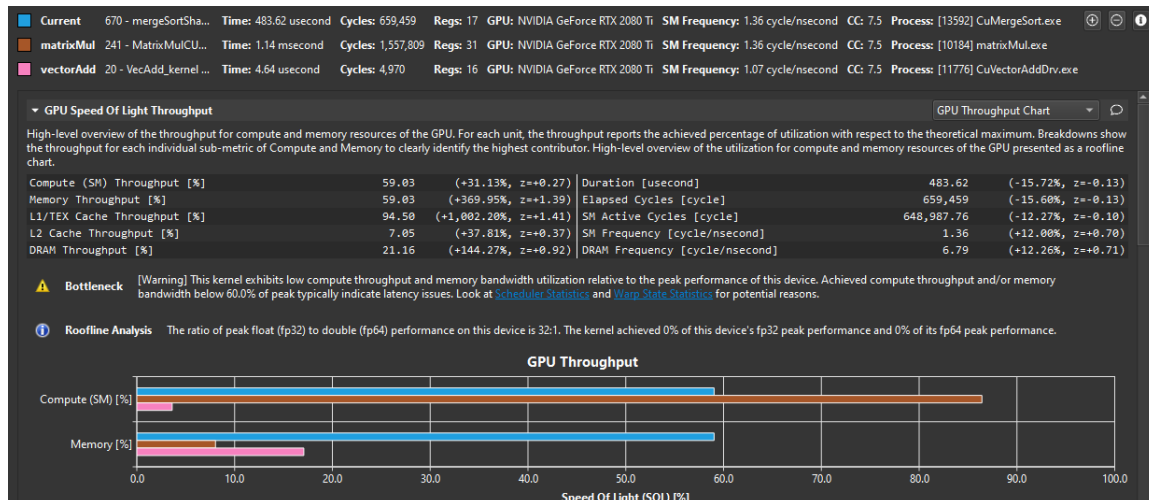 Current 670 - mergeSortSha... Time: 483.62 usecond Cycles: 659,459 Regs: 17 GPU: NVIDIA GeForce RTX 2080 Ti SM Frequency: 1.36 cycle/nsecond CC: 7.5 Process: [13592] CuMergeSort.exe
matrixMul 241 - MatrixMulCU... Time: 1.14 msecond Cycles: 1,557,809 Regs: 31 GPU: NVIDIA GeForce RTX 2080 Ti SM Frequency: 1.36 cycle/nsecond CC: 7.5 Process: [10184] matrixMul.exe
vectorAdd 20 - VecAdd_kernel ... Time: 4.64 usecond Cycles: 4,970 Regs: 16 GPU: NVIDIA GeForce RTX 2080 Ti SM Frequency: 1.07 cycle/nsecond CC: 7.5 Process: [11776] CuVectorAddDrv.exe
GPU Speed Of Light Throughput GPU Throughput Chart
High-level overview of the throughput for compute and memory resources of the GPU. For each unit, the throughput reports the achieved percentage of utilization with respect to the theoretical maximum. Breakdowns show
the throughput for each individual sub-metric of Compute and Memory to clearly identify the highest contributor. High-level overview of the utilization for compute and memory resources of the GPU presented as a roofline
chart.
Compute (SM) Throughput [%] 59.03 (+31.13%, z=+0.27) Duration [usecond] 483.62 (-15.72%, z=-0.13)
Memory Throughput [%] 59.03 (+369.95%, z=+1.39) Elapsed Cycles [cycle] 659,459 (-15.60%, z=-0.13)
L1/TEX Cache Throughput [%] 94.50 (+1,002.20%, z=+1.41) SM Active Cycles [cycle] 648,987.76 (-12.27%, z=-0.10)
L2 Cache Throughput [%] 7.05 (+37.81%, z=+0.37) SM Frequency [cycle/nsecond] 1.36 (+12.00%, z=+0.70)
DRAM Throughput [%] 21.16 (+144.27%, z=+0.92) DRAM Frequency [cycle/nsecond] 6.79 (+12.26%, z=+0.71)
Bottleneck [Warning] This kernel exhibits low compute throughput and memory bandwidth utilization relative to the peak performance of this device. Achieved compute throughput and/or memory
bandwidth below 60.0% of peak typically indicate latency issues. Look at Scheduler Statistics and Warp State Statistics for potential reasons.
Roofline Analysis The ratio of peak float (fp32) to double (fp64) performance on this device is 32:1. The kernel achieved 0% of this device's fp32 peak performance and 0% of its fp64 peak performance.
GPU Throughput
Compute (SM) [%]
Memory [%]
0.0 10.0 20.0 30.0 40.0 50.0 60.0 70.0 80.0 90.0 100.0
Speed Of Light (SOL) [%]